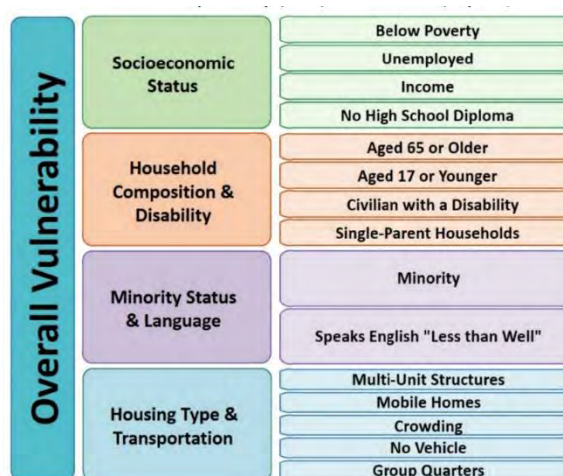 Overall Vulnerability
Socioeconomic
Status
Below Poverty
Unemployed
Income
No High School Diploma
Household
Composition &
Disability
Aged 65 or Older
Aged 17 or Younger
Civilian with a Disability
Single-Parent Households
Minority Status
& Language
Minority
Speaks English "Less than Well"
Housing Type &
Transportation
Multi-Unit Structures
Mobile Homes
Crowding
No Vehicle
Group Quarters